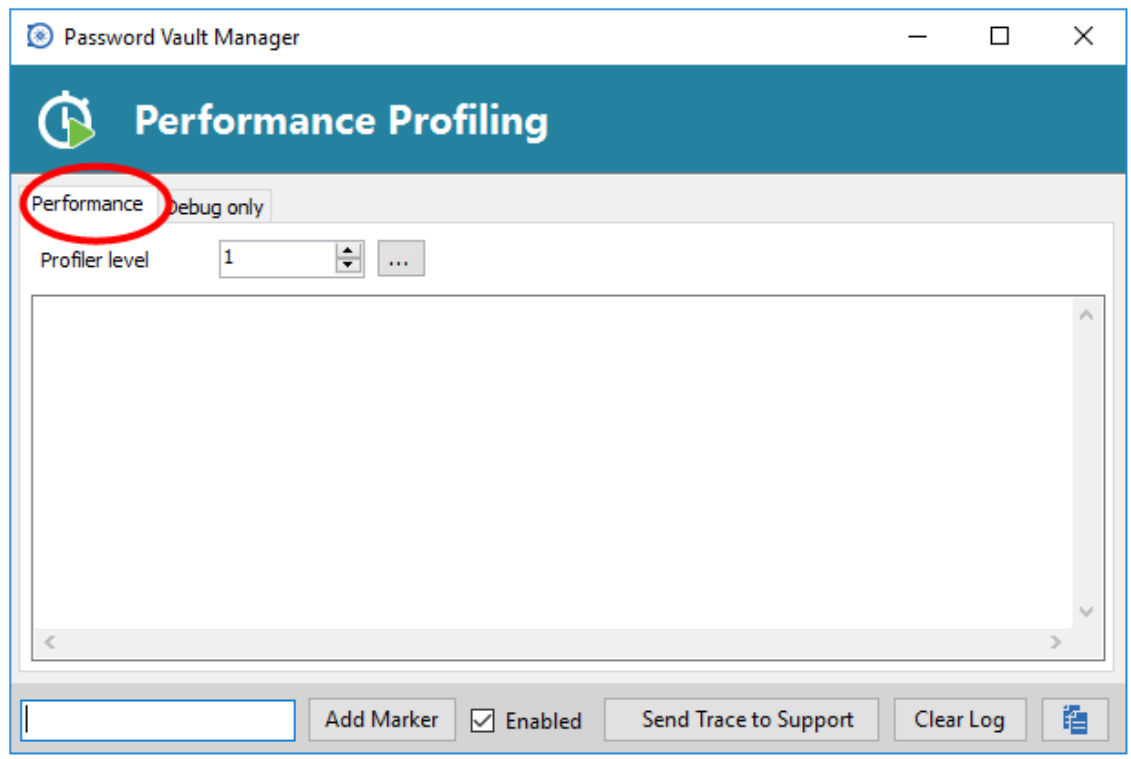 Password Vault Manager
Performance Profiling
Performance Debug only
Profiler level 1 ...
Add Marker Enabled Send Trace to Support Clear Log